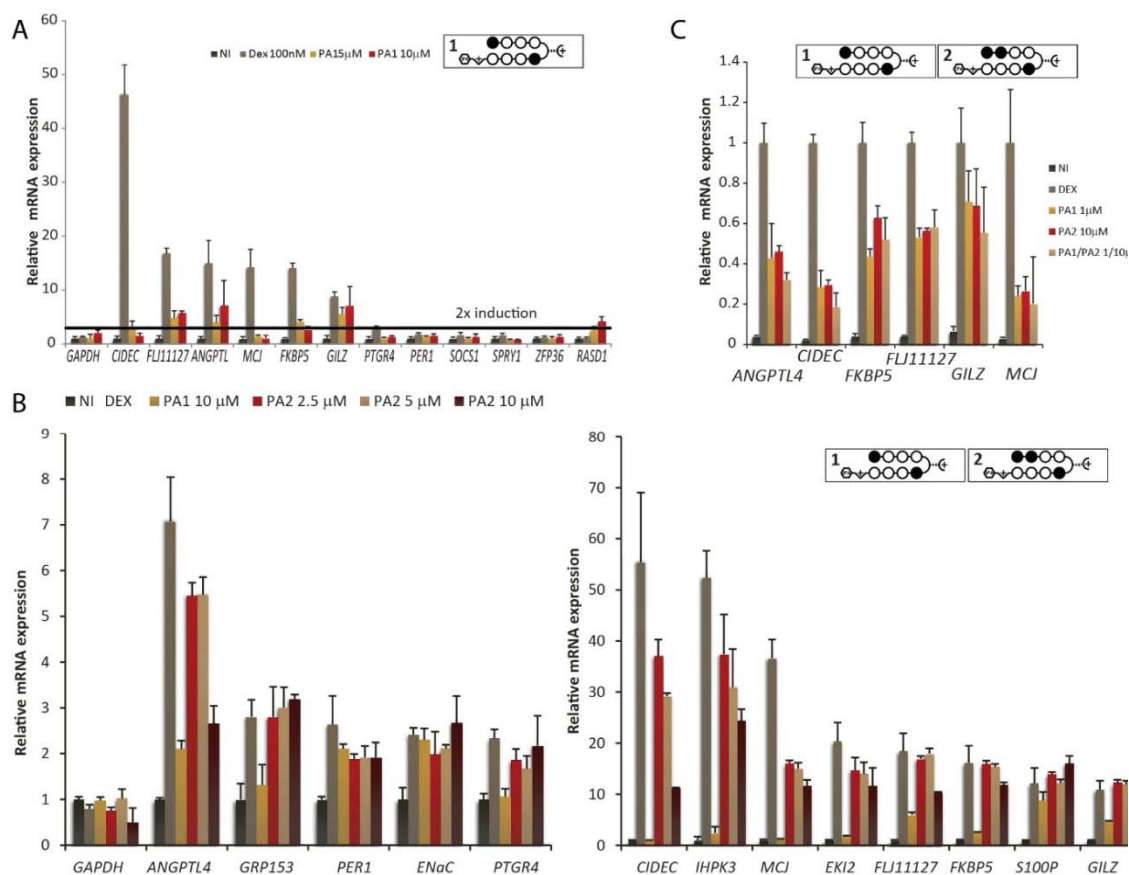 A
60
50
40
30
20
10
0
Relative mRNA expression
NI Dex 100nM PA15μM PA1 10μM
1
2x induction
GAPDH CIDEC FLJ11127 ANGPTL MCJ FKBP5 GILZ PTGR4 PER1 SOCS1 SPRY1 ZFP36 RASD1
C
1 2
1.4
1.2
1
0.8
0.6
0.4
0.2
0
Relative mRNA expression
NI
DEX
PA1 1μM
PA2 10μM
PA1/PA2 1/10μ
ANGPTL4 CIDEC FKBP5 FLJ11127 GILZ MCJ
B
NI DEX PA1 10 μM PA2 2.5 μM PA2 5 μM PA2 10 μM
9
8
7
6
5
4
3
2
1
0
Relative mRNA expression
GAPDH ANGPTL4 GRP153 PER1 ENaC PTGR4
80
70
60
50
40
30
20
10
0
Relative mRNA expression
1 2
CIDEC IHPK3 MCJ EKI2 FLJ11127 FKBP5 S100P GILZ